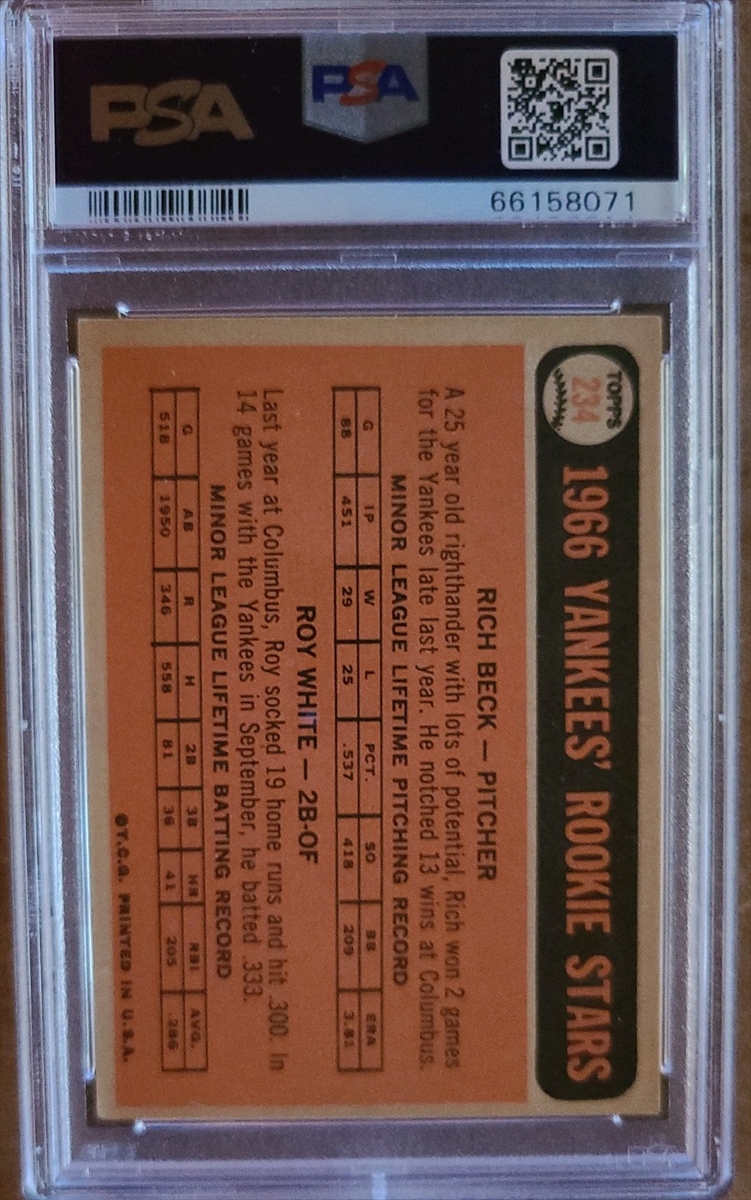 PSA
PSA
66158071
TOPPS
234
1966 YANKEES' ROOKIE STARS
RICH BECK — PITCHER
A 25 year old righthander with lots of potential, Rich won 2 games
for the Yankees late last year. He notched 13 wins at Columbus.
MINOR LEAGUE LIFETIME PITCHING RECORD
G IP W L PCT. SO BB ERA
88 451 29 25 .537 418 209 3.81
ROY WHITE — 2B-OF
Last year at Columbus, Roy socked 19 home runs and hit .300. In
14 games with the Yankees in September, he batted .333.
MINOR LEAGUE LIFETIME BATTING RECORD
G AB R H 2B 3B HR RBI AVG.
518 1950 346 558 81 36 41 205 .286
©T.C.G. PRINTED IN U.S.A.